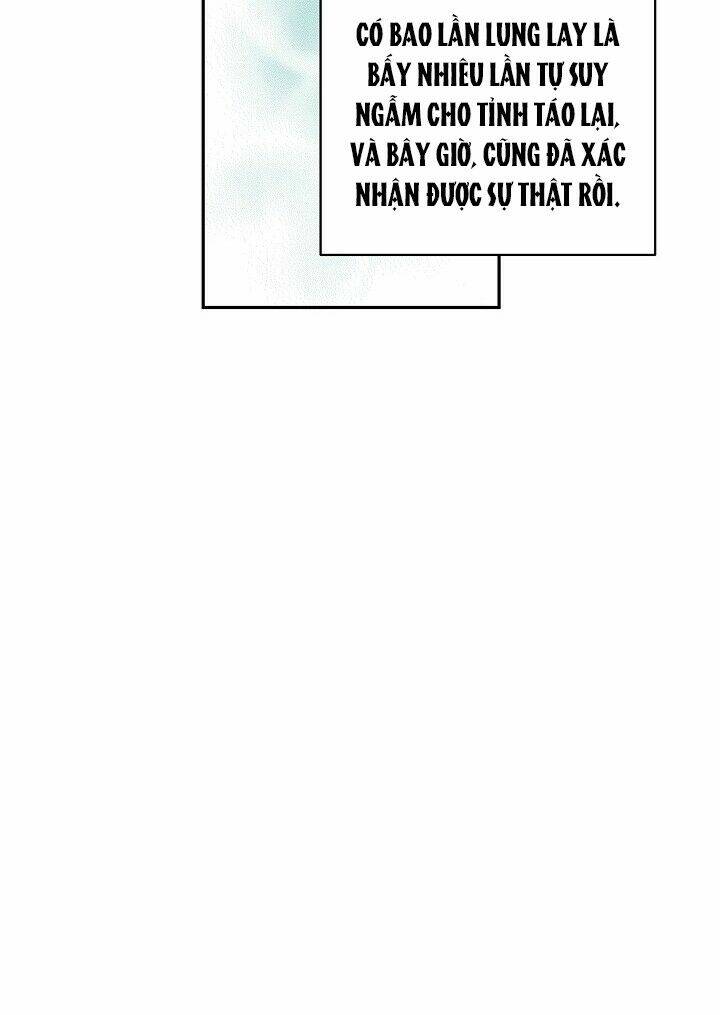 CÓ BAO LẦN LUNG LAY LÀ
BẤY NHIÊU LẦN TỰ SUY
NGẪM CHO TỈNH TÁO LẠI,
VÀ BÂY GIỜ, CŨNG ĐÃ XÁC
NHẬN ĐƯỢC SỰ THẬT RỒI.